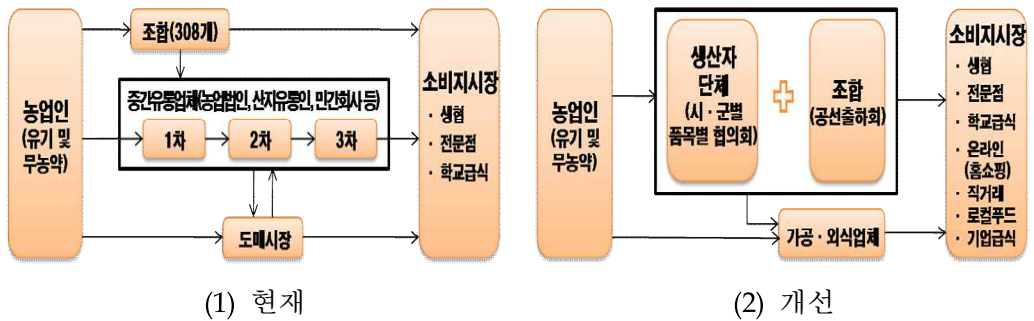 농업인
(유기 및
무농약)
조합(308개)
중간유통업체(농업법인, 산지유통인, 민간회사 등)
1차
2차
3차
도매시장
소비지시장
· 생협
· 전문점
· 학교급식
(1) 현재
농업인
(유기 및
무농약)
생산자
단체
(시 · 군별
품목별 협의회)
조합
(공선출하회)
가공 · 외식업체
소비지시장
· 생협
· 전문점
· 학교급식
· 온라인
(홈쇼핑)
· 직거래
· 로컬푸드
· 기업급식
(2) 개선